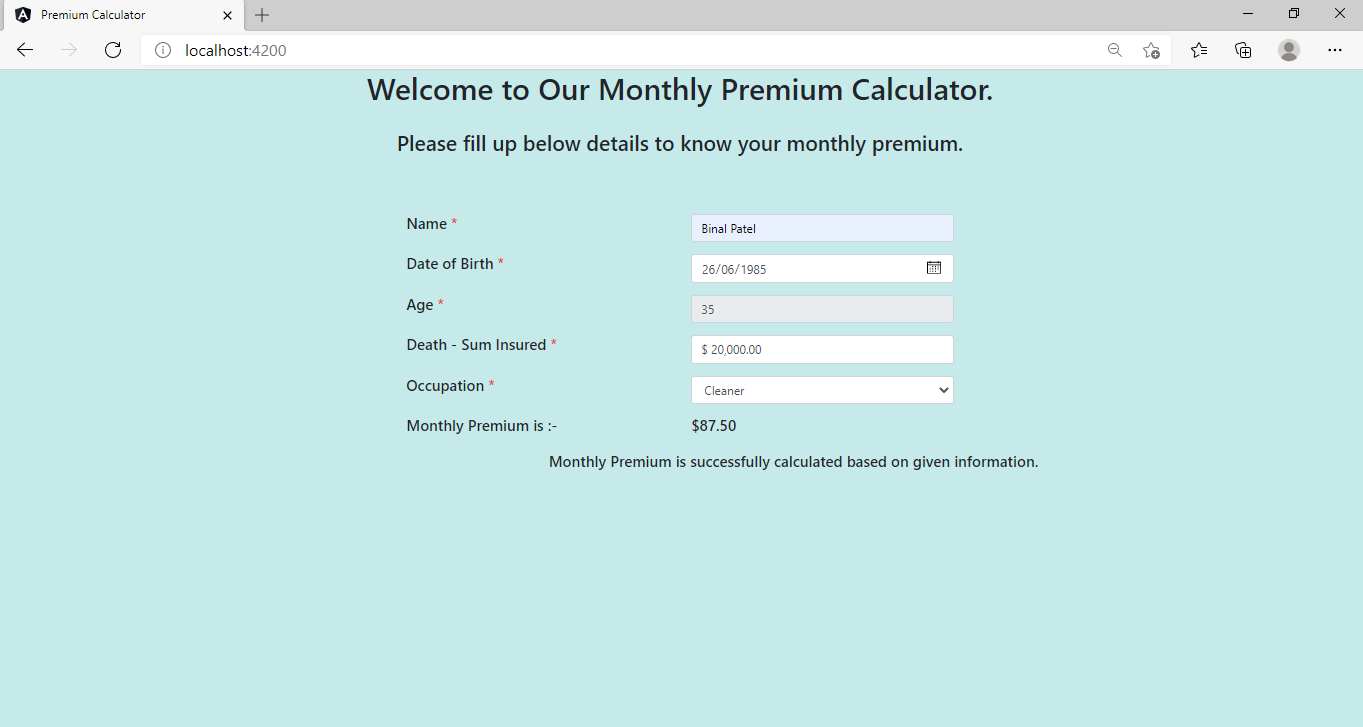 Premium Calculator
localhost:4200
Welcome to Our Monthly Premium Calculator.
Please fill up below details to know your monthly premium.
Name * Binal Patel
Date of Birth * 26/06/1985
Age * 35
Death - Sum Insured * $ 20,000.00
Occupation * Cleaner
Monthly Premium is :- $87.50
Monthly Premium is successfully calculated based on given information.